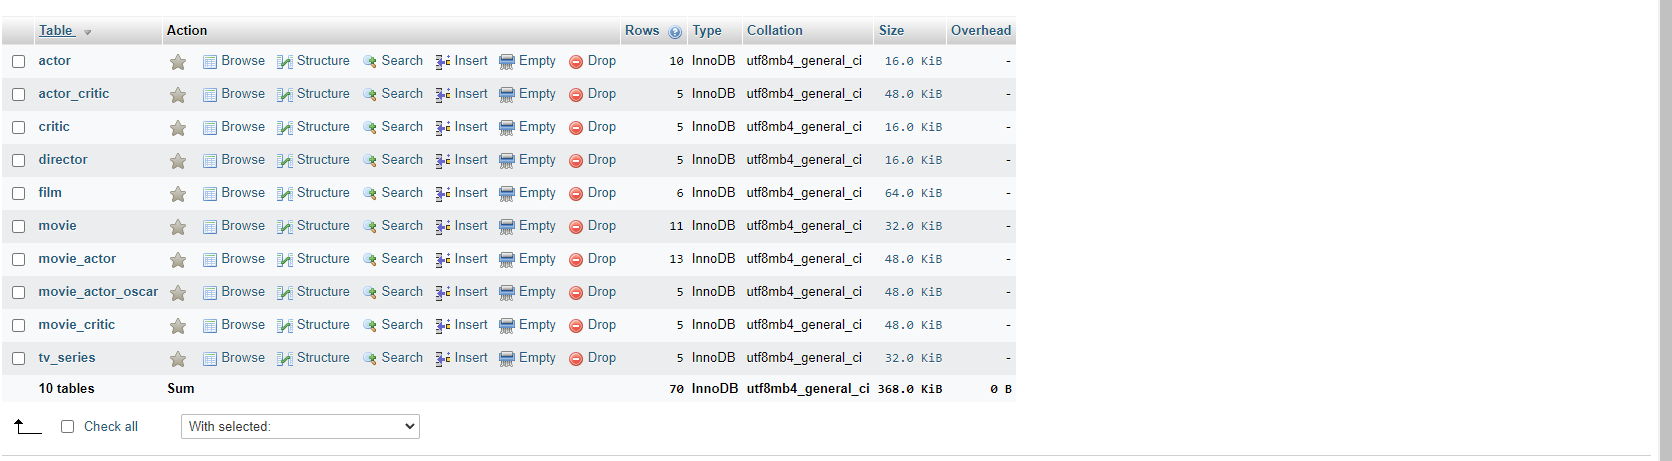 Table Action Rows Type Collation Size Overhead
actor Browse Structure Search Insert Empty Drop 10 InnoDB utf8mb4_general_ci 16.0 KiB -
actor_critic Browse Structure Search Insert Empty Drop 5 InnoDB utf8mb4_general_ci 48.0 KiB -
critic Browse Structure Search Insert Empty Drop 5 InnoDB utf8mb4_general_ci 16.0 KiB -
director Browse Structure Search Insert Empty Drop 5 InnoDB utf8mb4_general_ci 16.0 KiB -
film Browse Structure Search Insert Empty Drop 6 InnoDB utf8mb4_general_ci 64.0 KiB -
movie Browse Structure Search Insert Empty Drop 11 InnoDB utf8mb4_general_ci 32.0 KiB -
movie_actor Browse Structure Search Insert Empty Drop 13 InnoDB utf8mb4_general_ci 48.0 KiB -
movie_actor_oscar Browse Structure Search Insert Empty Drop 5 InnoDB utf8mb4_general_ci 48.0 KiB -
movie_critic Browse Structure Search Insert Empty Drop 5 InnoDB utf8mb4_general_ci 48.0 KiB -
tv_series Browse Structure Search Insert Empty Drop 5 InnoDB utf8mb4_general_ci 32.0 KiB -
10 tables Sum 70 InnoDB utf8mb4_general_ci 368.0 KiB 0 B
Check all With selected: